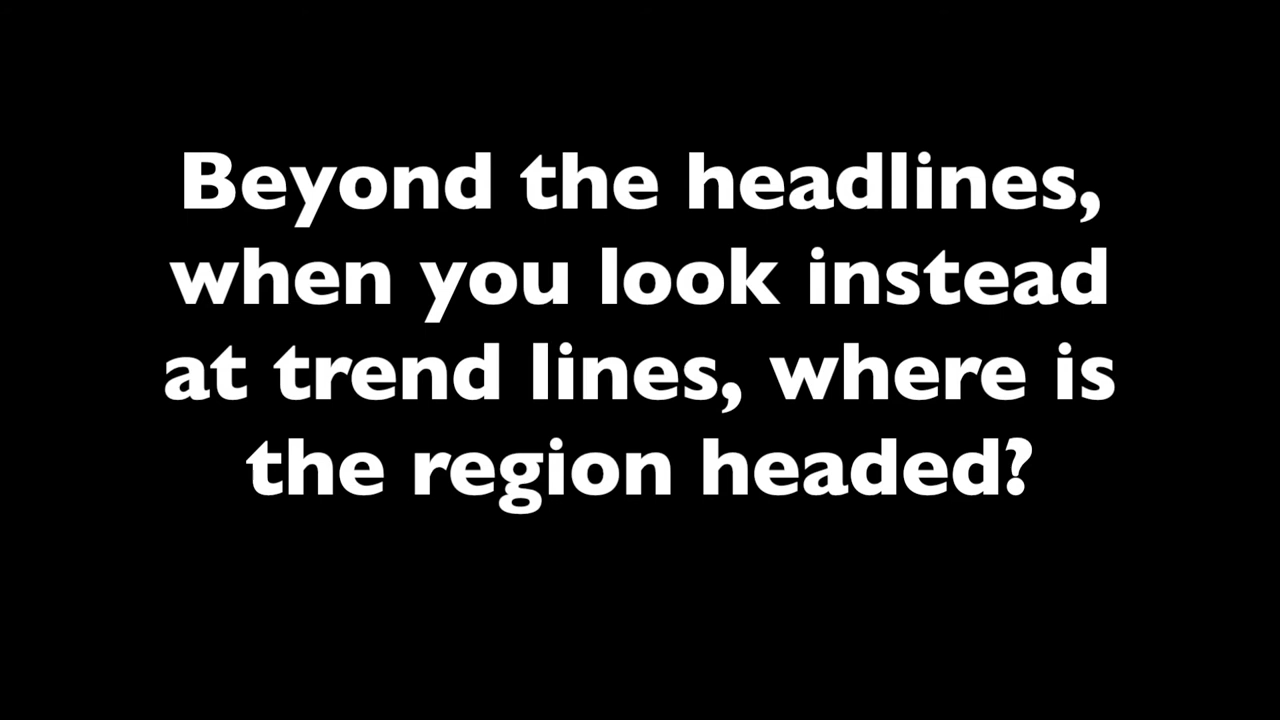 Beyond the headlines,
when you look instead
at trend lines, where is
the region headed?